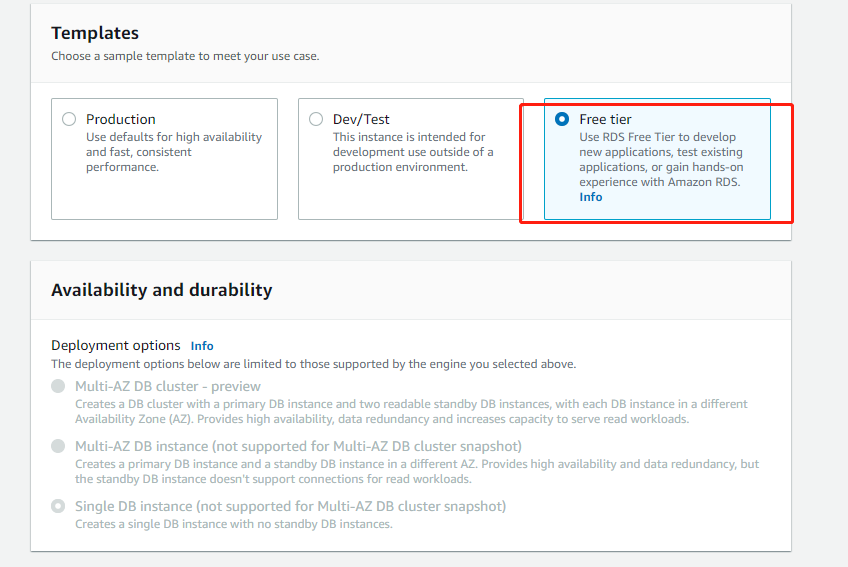 Templates
Choose a sample template to meet your use case.
Production
Use defaults for high availability
and fast, consistent
performance.
Dev/Test
This instance is intended for
development use outside of a
production environment.
Free tier
Use RDS Free Tier to develop
new applications, test existing
applications, or gain hands-on
experience with Amazon RDS.
Info
Availability and durability
Deployment options Info
The deployment options below are limited to those supported by the engine you selected above.
Multi-AZ DB cluster - preview
Creates a DB cluster with a primary DB instance and two readable standby DB instances, with each DB instance in a different
Availability Zone (AZ). Provides high availability, data redundancy and increases capacity to serve read workloads.
Multi-AZ DB instance (not supported for Multi-AZ DB cluster snapshot)
Creates a primary DB instance and a standby DB instance in a different AZ. Provides high availability and data redundancy, but
the standby DB instance doesn't support connections for read workloads.
Single DB instance (not supported for Multi-AZ DB cluster snapshot)
Creates a single DB instance with no standby DB instances.